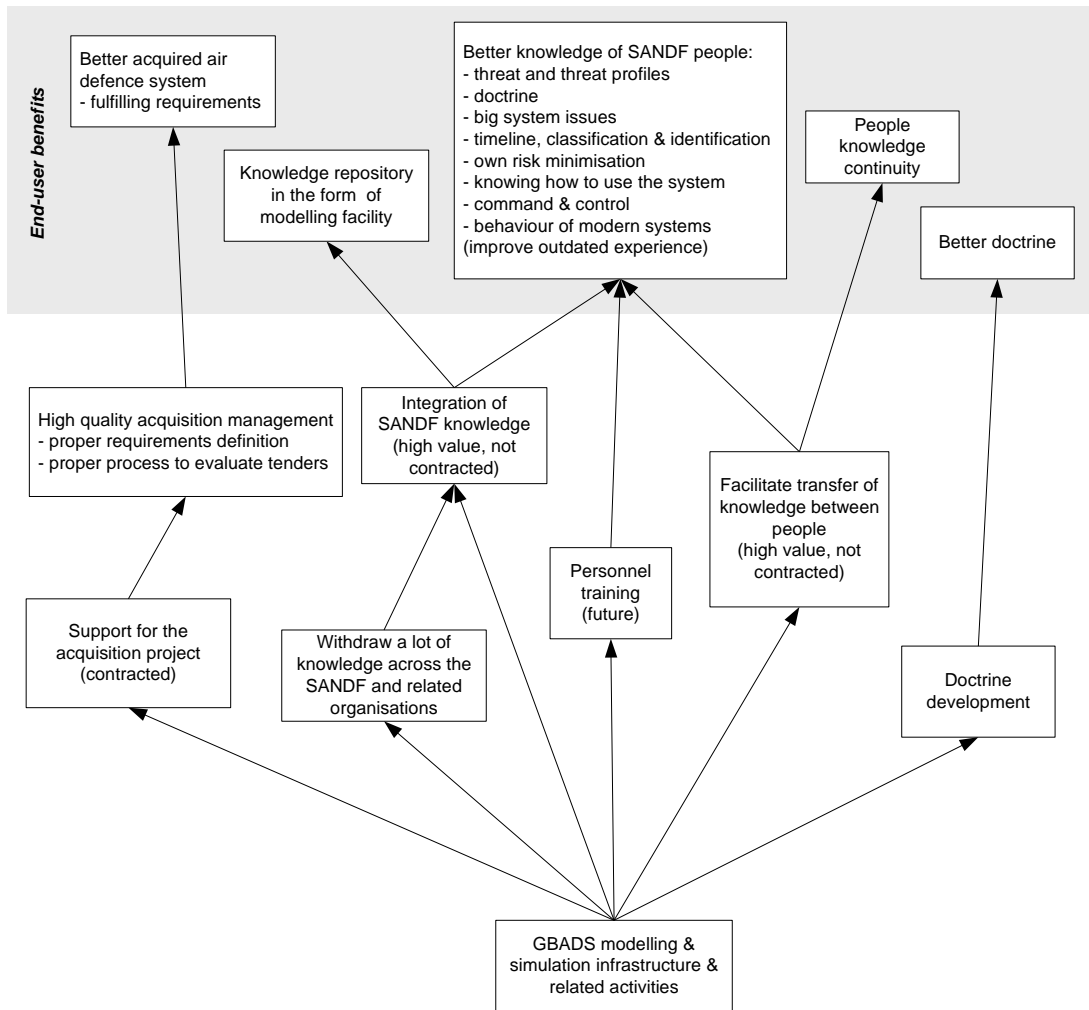 End-user benefits
Better acquired air
defence system
- fulfilling requirements
Knowledge repository
in the form of
modelling facility
Better knowledge of SANDF people:
- threat and threat profiles
- doctrine
- big system issues
- timeline, classification & identification
- own risk minimisation
- knowing how to use the system
- command & control
- behaviour of modern systems
(improve outdated experience)
People
knowledge
continuity
Better doctrine
High quality acquisition management
- proper requirements definition
- proper process to evaluate tenders
Integration of
SANDF knowledge
(high value, not
contracted)
Facilitate transfer of
knowledge between
people
(high value, not
contracted)
Personnel
training
(future)
Support for the
acquisition project
(contracted)
Withdraw a lot of
knowledge across the
SANDF and related
organisations
Doctrine
development
GBADS modelling &
simulation infrastructure &
related activities